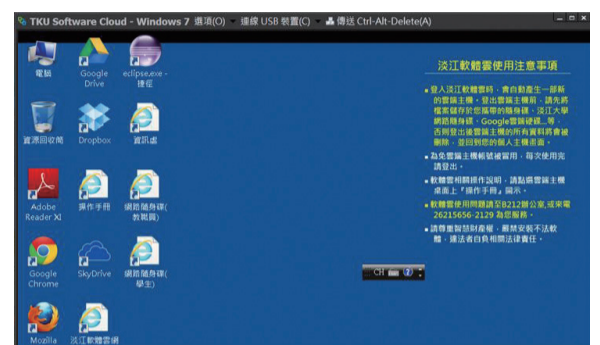 TKU Software Cloud - Windows 7 選項(O) 連線 USB 裝置(C) 傳送 Ctrl-Alt-Delete(A)
電腦
Google
Drive
eclipse.exe -
捷徑
資源回收筒
Dropbox
資訊處
Adobe
Reader XI
操作手冊
網路隨身碟(
教職員)
Google
Chrome
SkyDrive
網路隨身碟(
學生)
Mozilla
淡江軟體雲網
淡江軟體雲使用注意事項
登入淡江軟體雲時，會自動產生一部新
的雲端主機，登出雲端主機前，請先將
檔案儲存於您攜帶的隨身碟、淡江大學
網路隨身碟、Google雲端硬碟...等，
否則登出後雲端主機的所有資料將會被
刪除，並回到您的個人主機桌面。
為免雲端主機帳號被冒用，每次使用完
請登出。
軟體雲相關操作說明，請點選雲端主機
桌面上『操作手冊』圖示。
軟體雲使用問題請至B212辦公室,或來電
26215656-2129 為您服務。
請尊重智慧財產權，嚴禁安裝不法軟
體，違法者自負相關法律責任。
CH